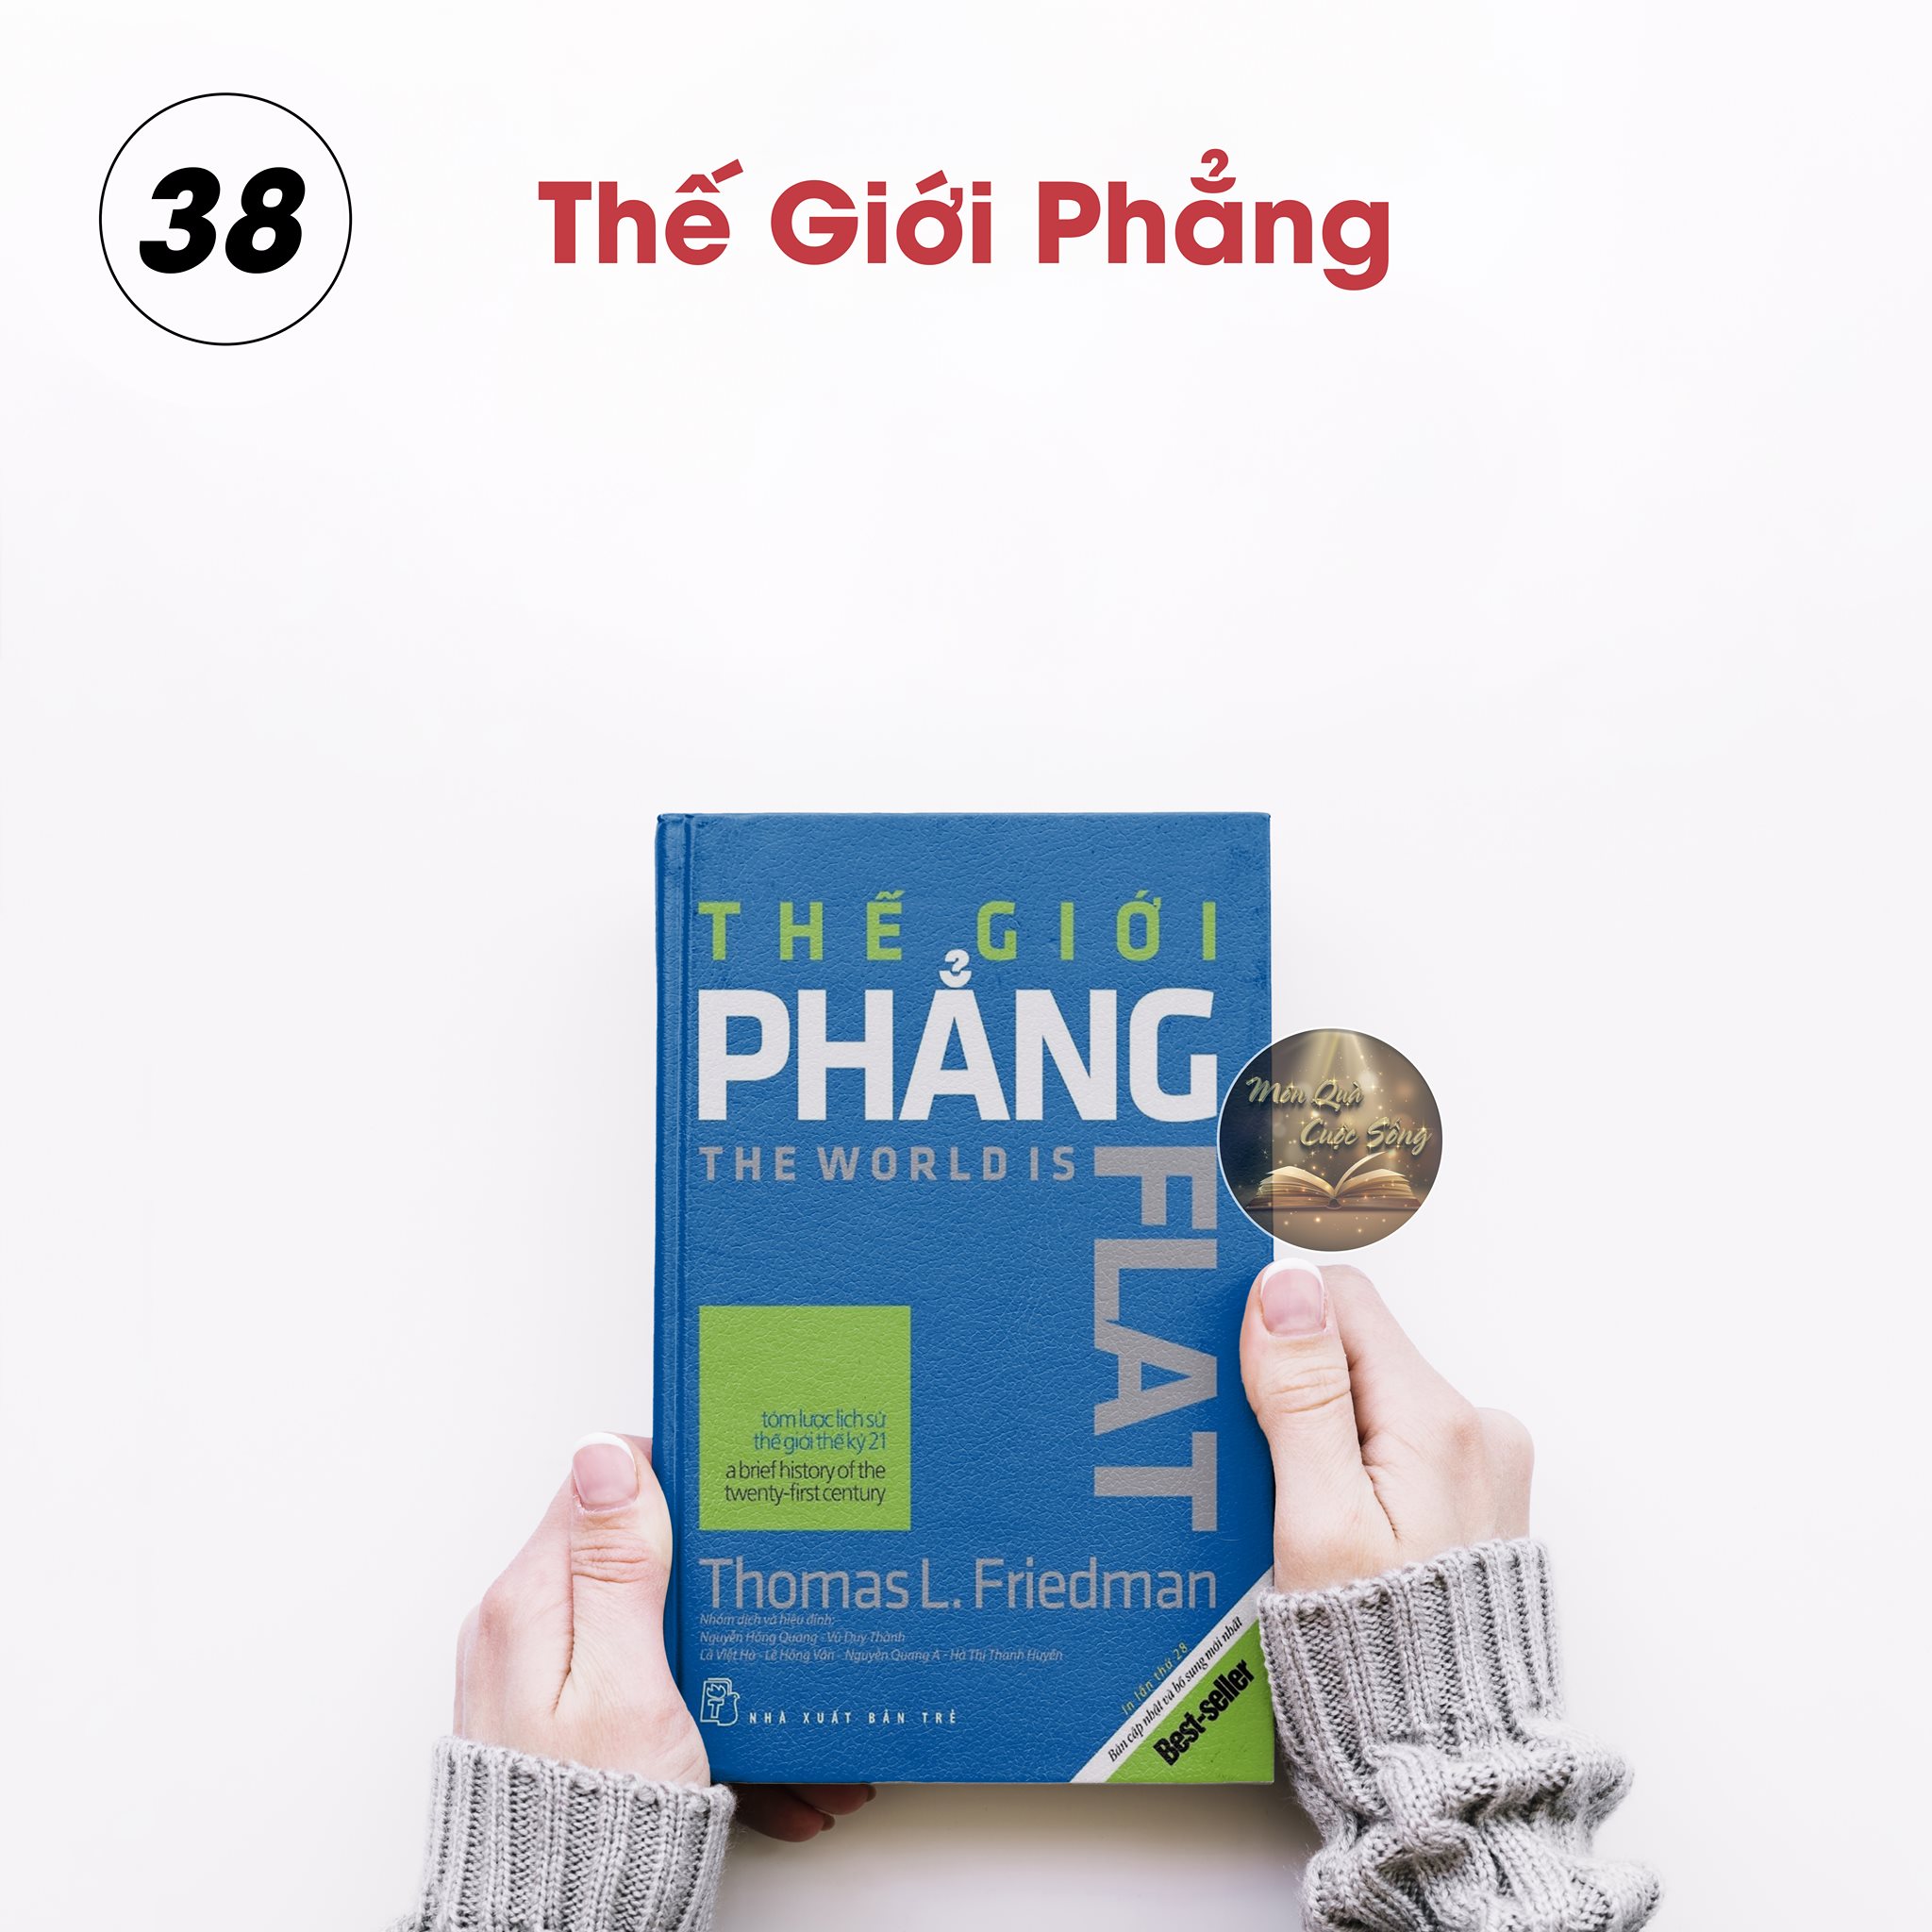 38
Thế Giới Phẳng
THẾ GIỚI
PHẲNG
THE WORLD IS
FLAT
Món Quà
Cuộc Sống
tóm lược lịch sử
thế giới thế kỷ 21
a brief history of the
twenty-first century
Thomas L. Friedman
Nhóm dịch và hiệu đính:
Nguyễn Hồng Quang - Vũ Duy Thành
Lã Việt Hà - Lê Hồng Vân - Nguyễn Quang A - Hà Thị Thanh Huyền
NHÀ XUẤT BẢN TRẺ
In lần thứ 28
Bản cập nhật và bổ sung mới nhất
Best-seller